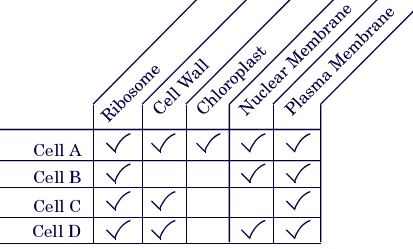 Ribosome
Cell Wall
Chloroplast
Nuclear Membrane
Plasma Membrane
Cell A ✓ ✓ ✓ ✓ ✓
Cell B ✓ ✓ ✓
Cell C ✓ ✓ ✓
Cell D ✓ ✓ ✓ ✓